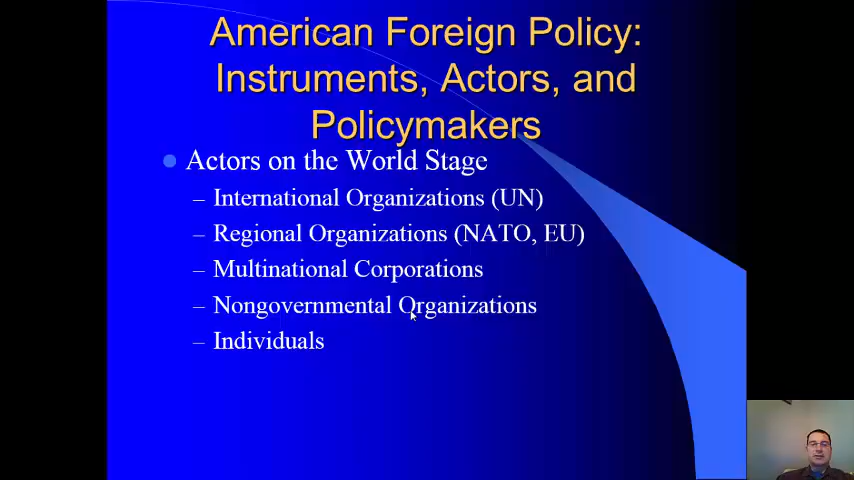 American Foreign Policy:
Instruments, Actors, and
Policymakers
Actors on the World Stage
– International Organizations (UN)
– Regional Organizations (NATO, EU)
– Multinational Corporations
– Nongovernmental Organizations
– Individuals